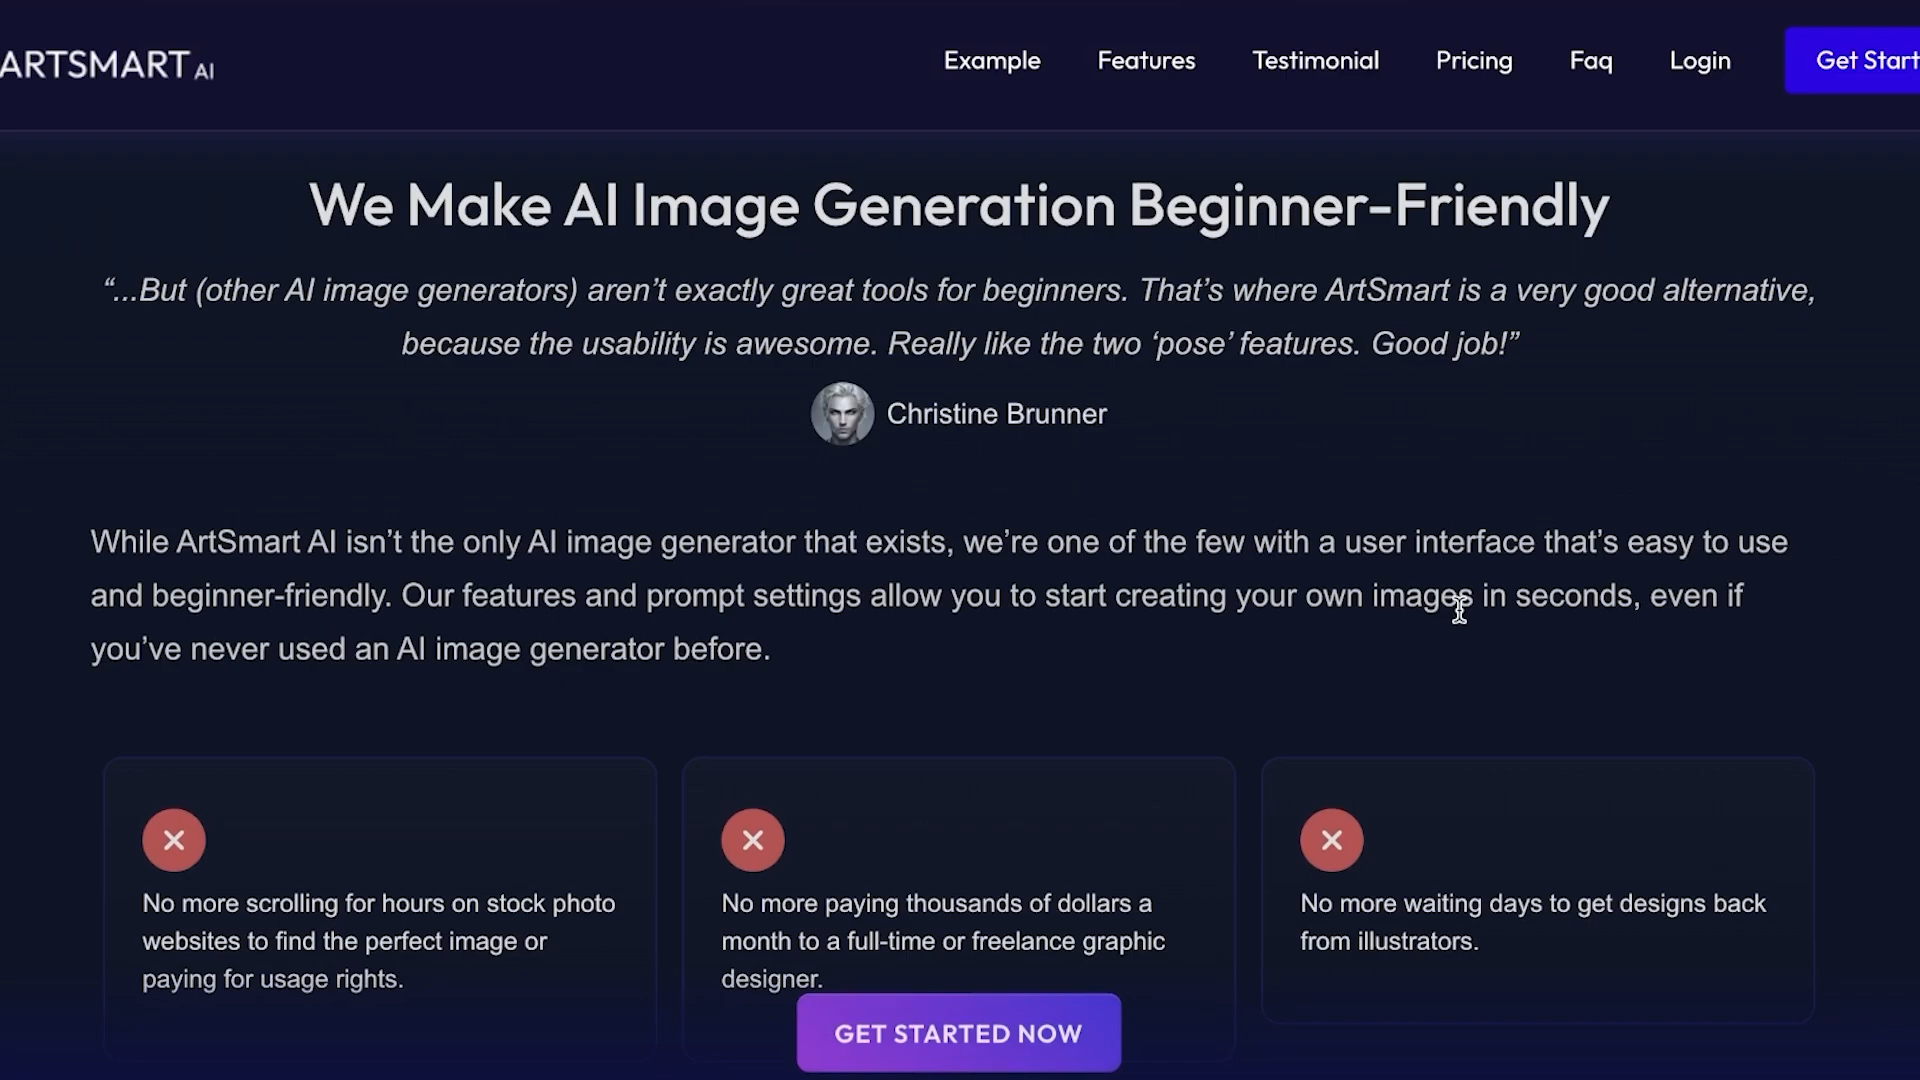 ARTSMART AI
Example Features Testimonial Pricing Faq Login Get Start
We Make AI Image Generation Beginner-Friendly
“...But (other AI image generators) aren’t exactly great tools for beginners. That’s where ArtSmart is a very good alternative,
because the usability is awesome. Really like the two ‘pose’ features. Good job!”
Christine Brunner
While ArtSmart AI isn’t the only AI image generator that exists, we’re one of the few with a user interface that’s easy to use
and beginner-friendly. Our features and prompt settings allow you to start creating your own images in seconds, even if
you’ve never used an AI image generator before.
No more scrolling for hours on stock photo
websites to find the perfect image or
paying for usage rights.
No more paying thousands of dollars a
month to a full-time or freelance graphic
designer.
No more waiting days to get designs back
from illustrators.
GET STARTED NOW